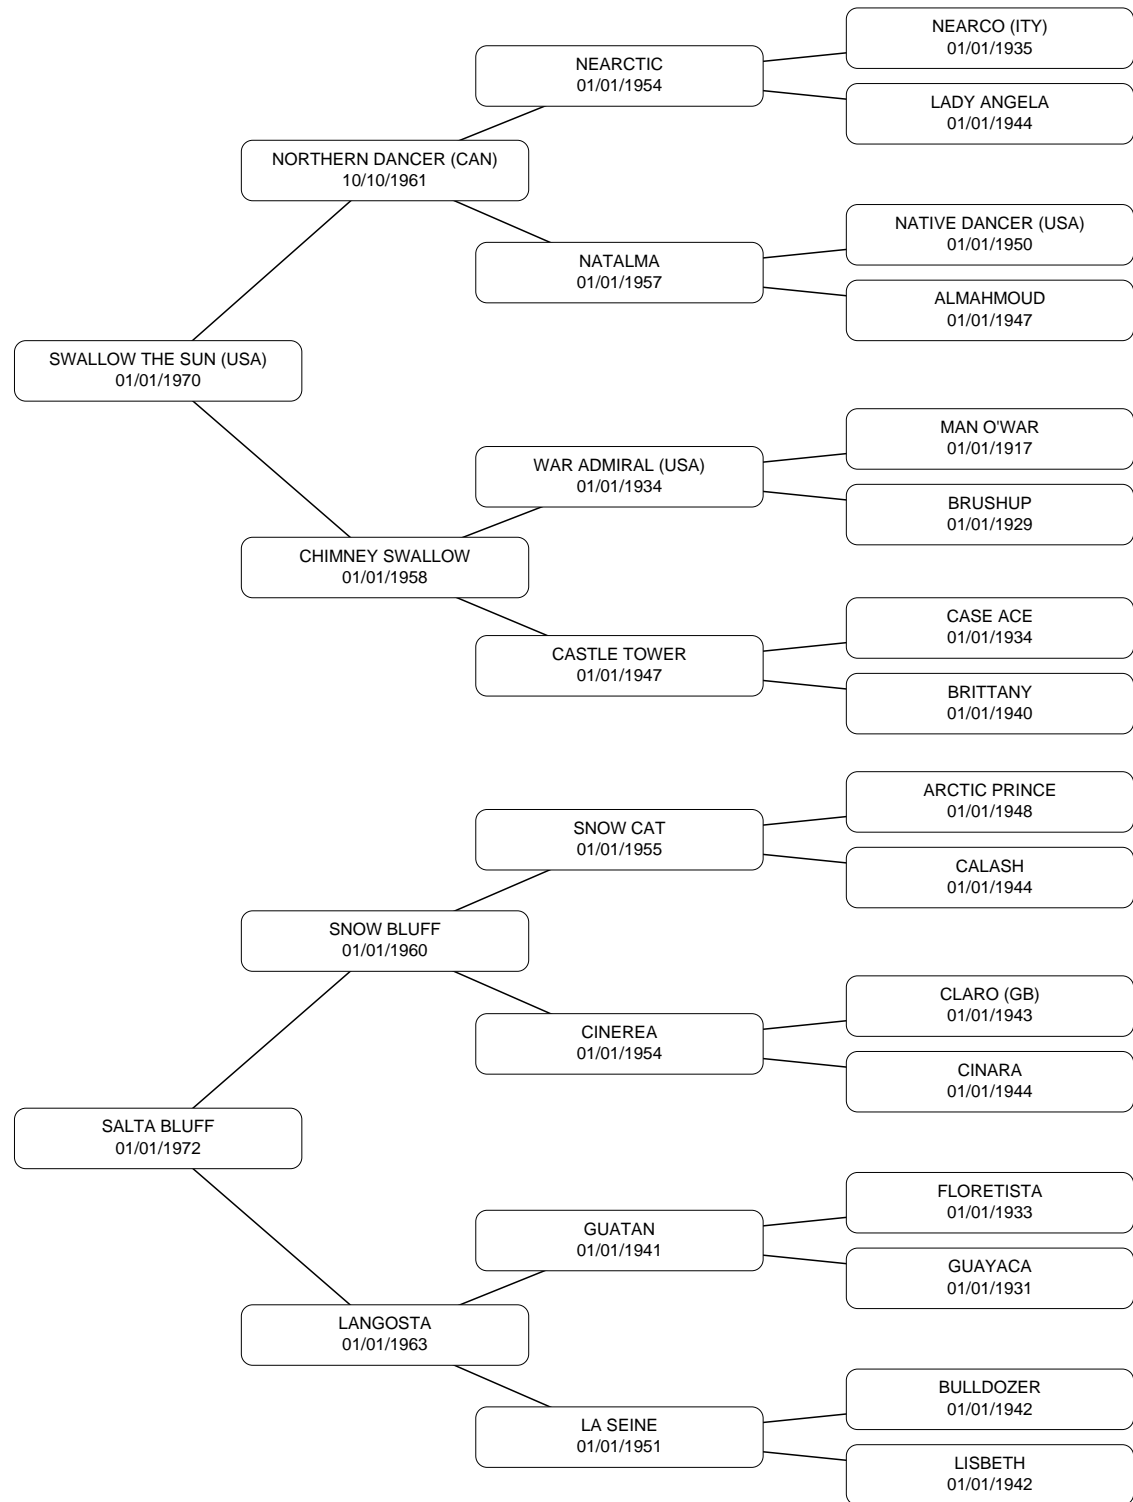 NEARCO (ITY)
01/01/1935
NEARCTIC
01/01/1954
LADY ANGELA
01/01/1944
NORTHERN DANCER (CAN)
10/10/1961
NATIVE DANCER (USA)
01/01/1950
NATALMA
01/01/1957
ALMAHMOUD
01/01/1947
SWALLOW THE SUN (USA)
01/01/1970
MAN O'WAR
01/01/1917
WAR ADMIRAL (USA)
01/01/1934
BRUSHUP
01/01/1929
CHIMNEY SWALLOW
01/01/1958
CASE ACE
01/01/1934
CASTLE TOWER
01/01/1947
BRITTANY
01/01/1940
ARCTIC PRINCE
01/01/1948
SNOW CAT
01/01/1955
CALASH
01/01/1944
SNOW BLUFF
01/01/1960
CLARO (GB)
01/01/1943
CINEREA
01/01/1954
CINARA
01/01/1944
SALTA BLUFF
01/01/1972
FLORETISTA
01/01/1933
GUATAN
01/01/1941
GUAYACA
01/01/1931
LANGOSTA
01/01/1963
BULLDOZER
01/01/1942
LA SEINE
01/01/1951
LISBETH
01/01/1942